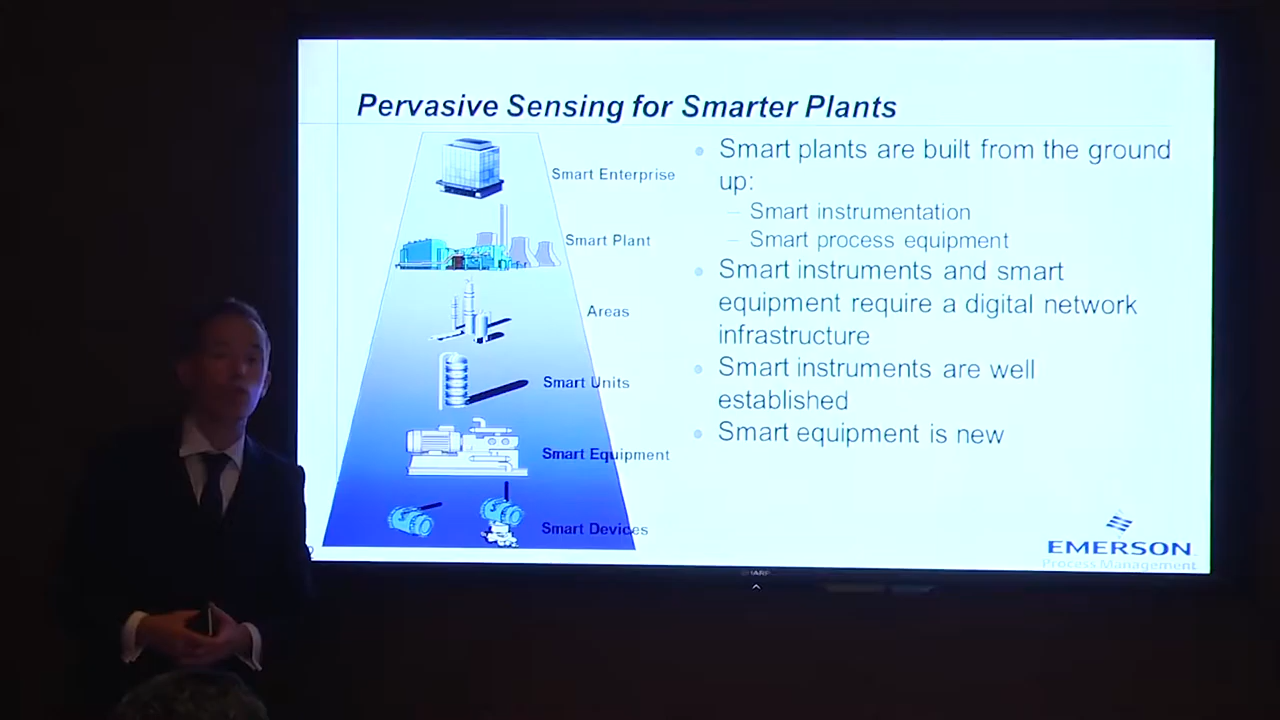 Pervasive Sensing for Smarter Plants
Smart Enterprise
Smart Plant
Areas
Smart Units
Smart Equipment
Smart Devices
Smart plants are built from the ground
up:
– Smart instrumentation
– Smart process equipment
Smart instruments and smart
equipment require a digital network
infrastructure
Smart instruments are well
established
Smart equipment is new
EMERSON
Process Management